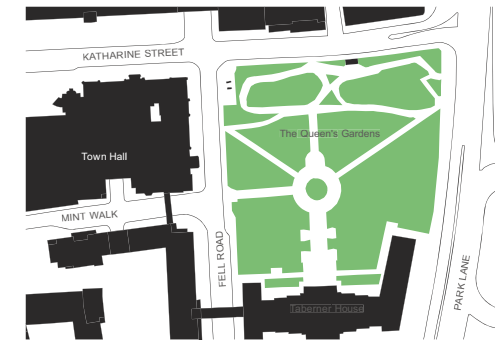 KATHARINE STREET
The Queen's Gardens
Town Hall
MINT WALK
FELL ROAD
PARK LANE
Taberner House